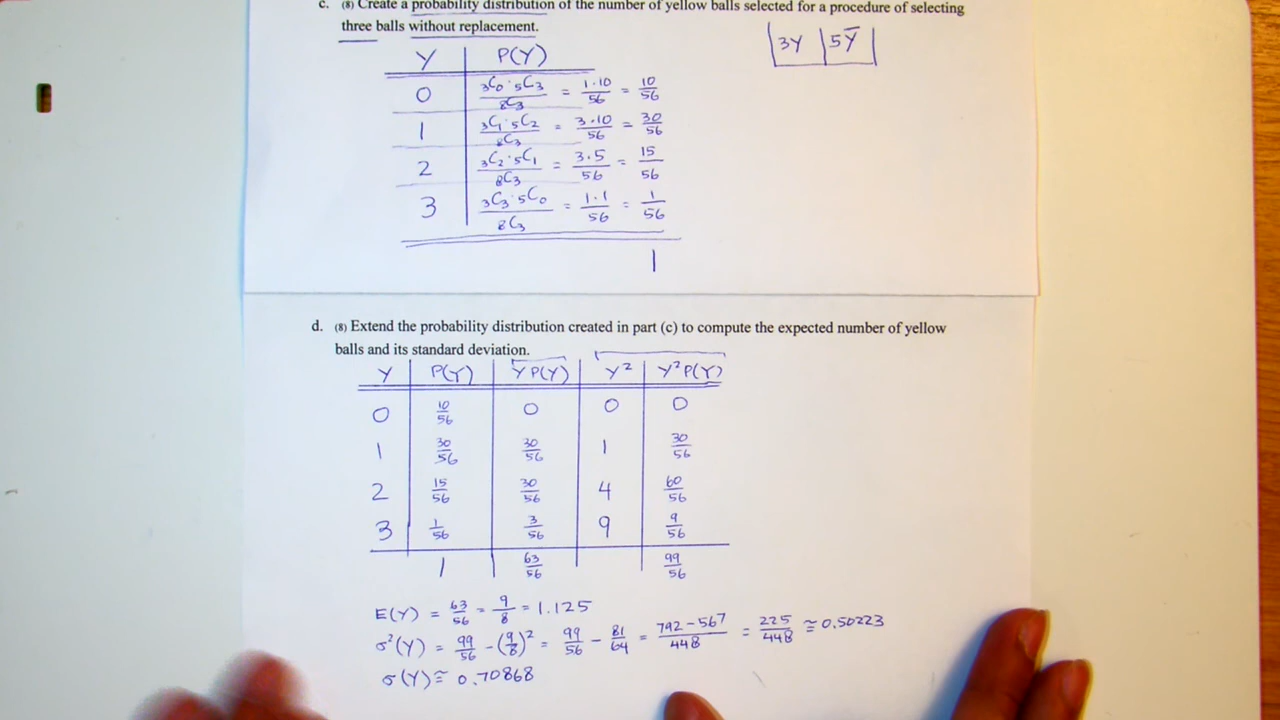 c. (8) Create a probability distribution of the number of yellow balls selected for a procedure of selecting
three balls without replacement.
3Y 5Ȳ
Y P(Y)
0 ₃C₀·₅C₃/₈C₃ = 1·10/56 = 10/56
1 ₃C₁·₅C₂/₈C₃ = 3·10/56 = 30/56
2 ₃C₂·₅C₁/₈C₃ = 3·5/56 = 15/56
3 ₃C₃·₅C₀/₈C₃ = 1·1/56 = 1/56
1
d. (8) Extend the probability distribution created in part (c) to compute the expected number of yellow
balls and its standard deviation.
Y P(Y) Y P(Y) Y² Y²P(Y)
0 10/56 0 0 0
1 30/56 30/56 1 30/56
2 15/56 30/56 4 60/56
3 1/56 3/56 9 9/56
1 63/56 99/56
E(Y) = 63/56 = 9/8 = 1.125
σ²(Y) = 99/56 - (9/8)² = 99/56 - 81/64 = 792-567/448 = 225/448 ≅ 0.50223
σ(Y) ≅ 0.70868